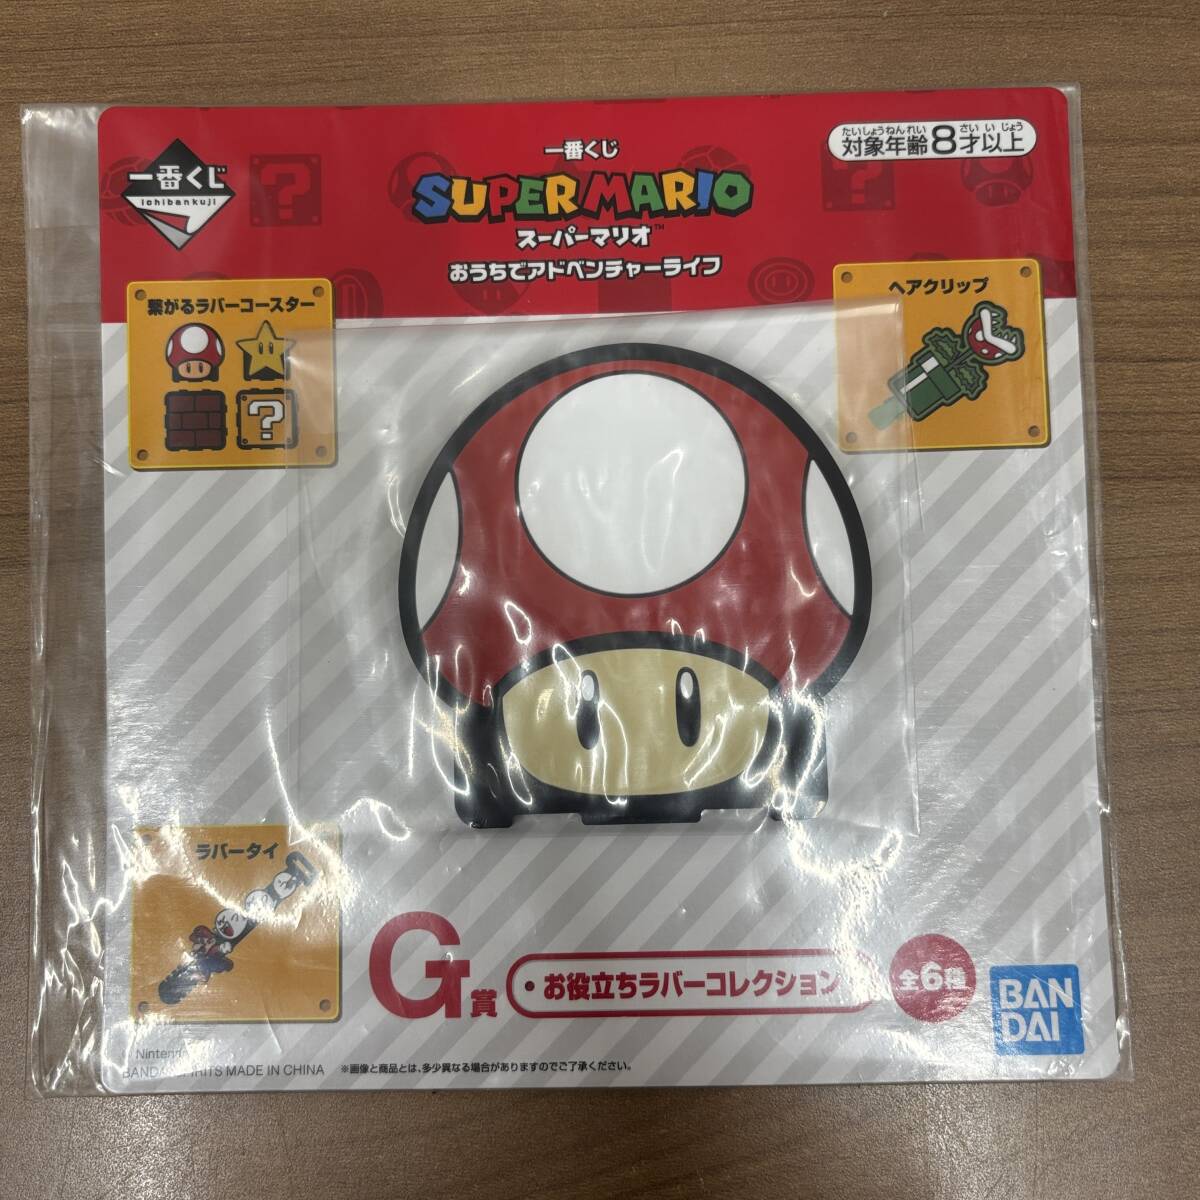 一番くじ
ichibankuji
一番くじ
SUPER MARIO
スーパーマリオ™
おうちでアドベンチャーライフ
たいしょうねんれい さい いじょう
対象年齢8才以上
繋がるラバーコースター
ヘアクリップ
ラバータイ
G賞
・お役立ちラバーコレクション
全6種
BAN
DAI
Nintendo
MADE IN CHINA
※画像と商品とは、多少異なる場合がありますのでご了承ください。